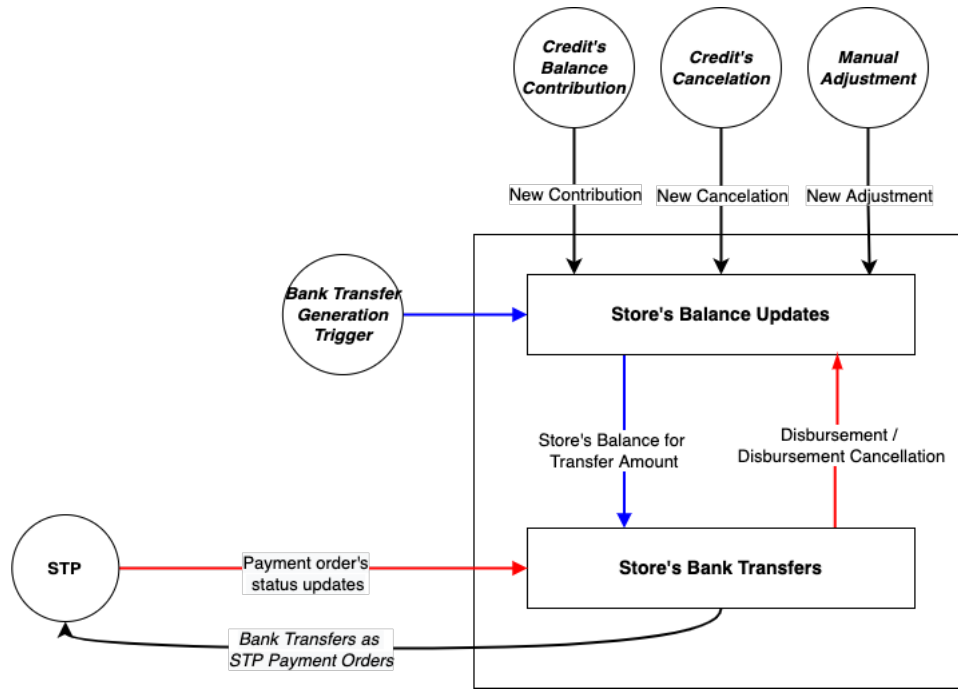 Credit's
Balance
Contribution
Credit's
Cancelation
Manual
Adjustment
New Contribution
New Cancelation
New Adjustment
Bank Transfer
Generation
Trigger
Store's Balance Updates
Store's Balance for
Transfer Amount
Disbursement /
Disbursement Cancellation
STP
Payment order's
status updates
Store's Bank Transfers
Bank Transfers as
STP Payment Orders